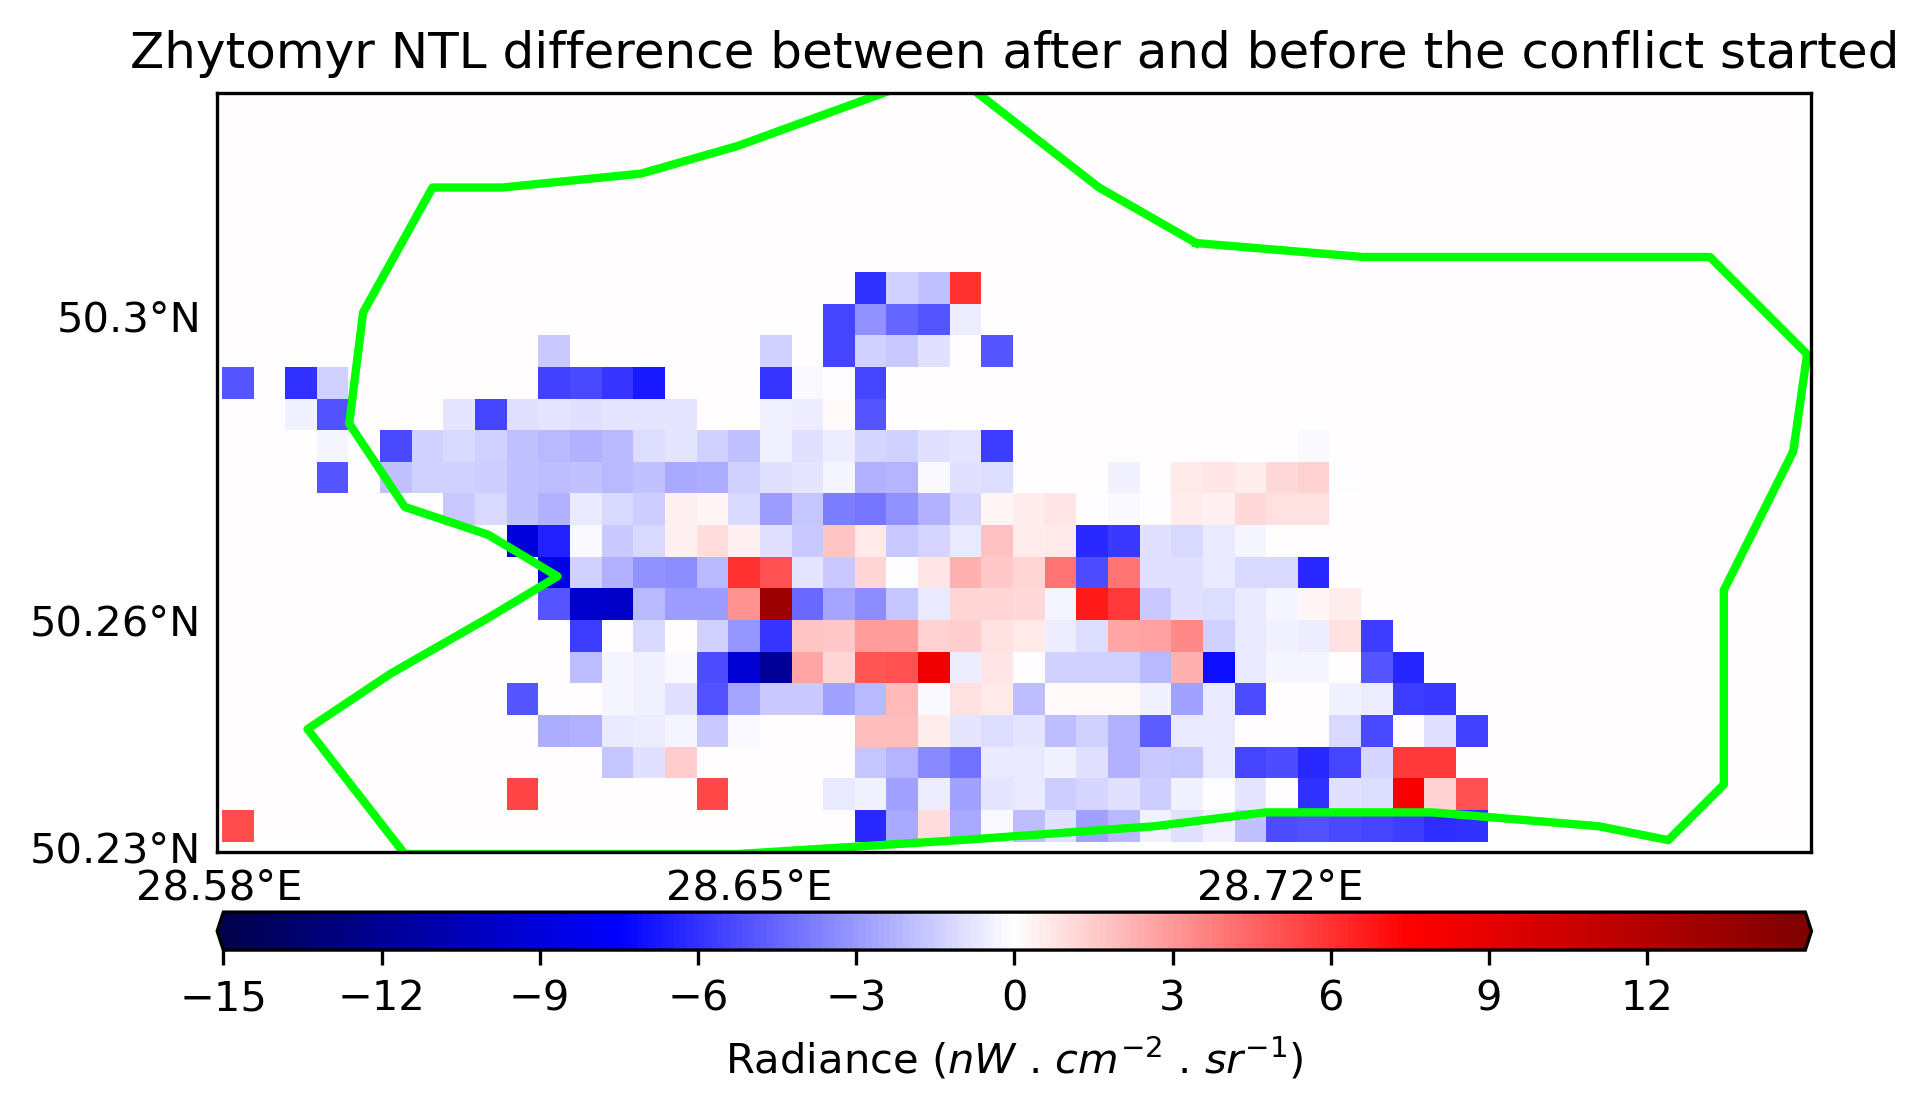 Zhytomyr NTL difference between after and before the conflict started
50.3°N
50.26°N
50.23°N
28.58°E 28.65°E 28.72°E
−15 −12 −9 −6 −3 0 3 6 9 12
Radiance (nW . cm⁻² . sr⁻¹)